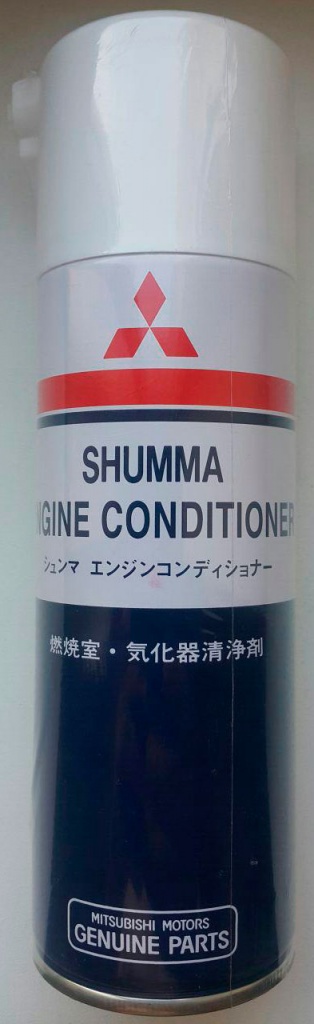 SHUMMA
NGINE CONDITIONER
シュンマ エンジンコンディショナー
燃焼室・気化器清浄剤
MITSUBISHI MOTORS
GENUINE PARTS